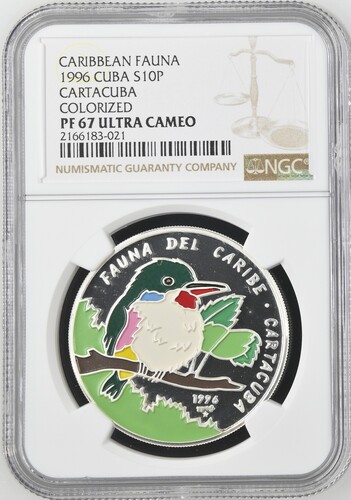 CARIBBEAN FAUNA
1996 CUBA S10P
CARTACUBA
COLORIZED
PF 67 ULTRA CAMEO
2166183-021
NUMISMATIC GUARANTY COMPANY
NGC
FAUNA DEL CARIBE • CARTACUBA
1996